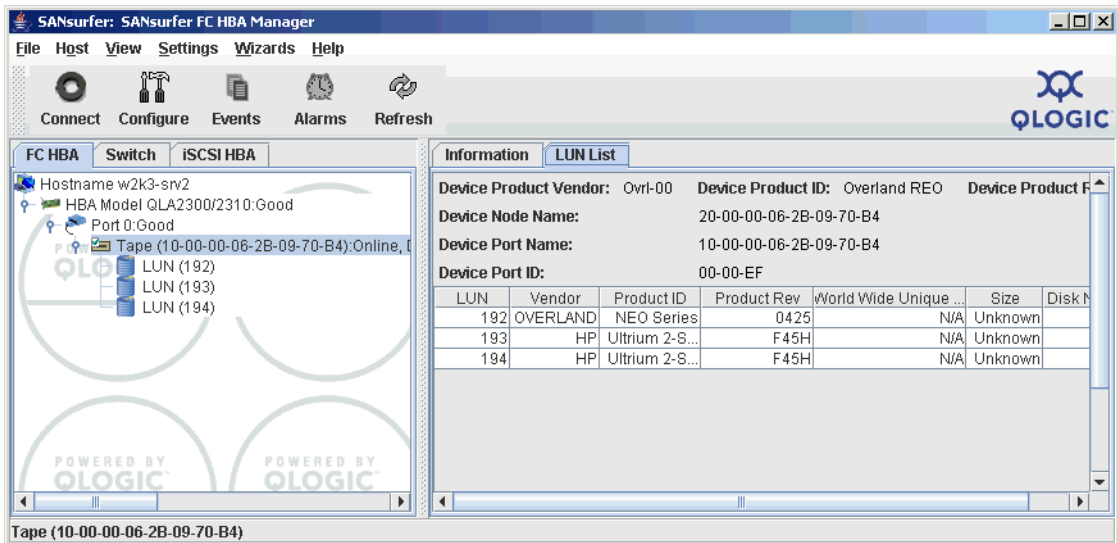 SANsurfer: SANsurfer FC HBA Manager
File Host View Settings Wizards Help
Connect Configure Events Alarms Refresh
QLOGIC
FC HBA Switch iSCSI HBA
Hostname w2k3-srv2
HBA Model QLA2300/2310:Good
Port 0:Good
Tape (10-00-00-06-2B-09-70-B4):Online,
LUN (192)
LUN (193)
LUN (194)
POWERED BY POWERED BY
QLOGIC QLOGIC
Information LUN List
Device Product Vendor: Ovrl-00 Device Product ID: Overland REO Device Product
Device Node Name: 20-00-00-06-2B-09-70-B4
Device Port Name: 10-00-00-06-2B-09-70-B4
Device Port ID: 00-00-EF
LUN Vendor Product ID Product Rev World Wide Unique ... Size Disk
192 OVERLAND NEO Series 0425 N/A Unknown
193 HP Ultrium 2-S... F45H N/A Unknown
194 HP Ultrium 2-S... F45H N/A Unknown
Tape (10-00-00-06-2B-09-70-B4)